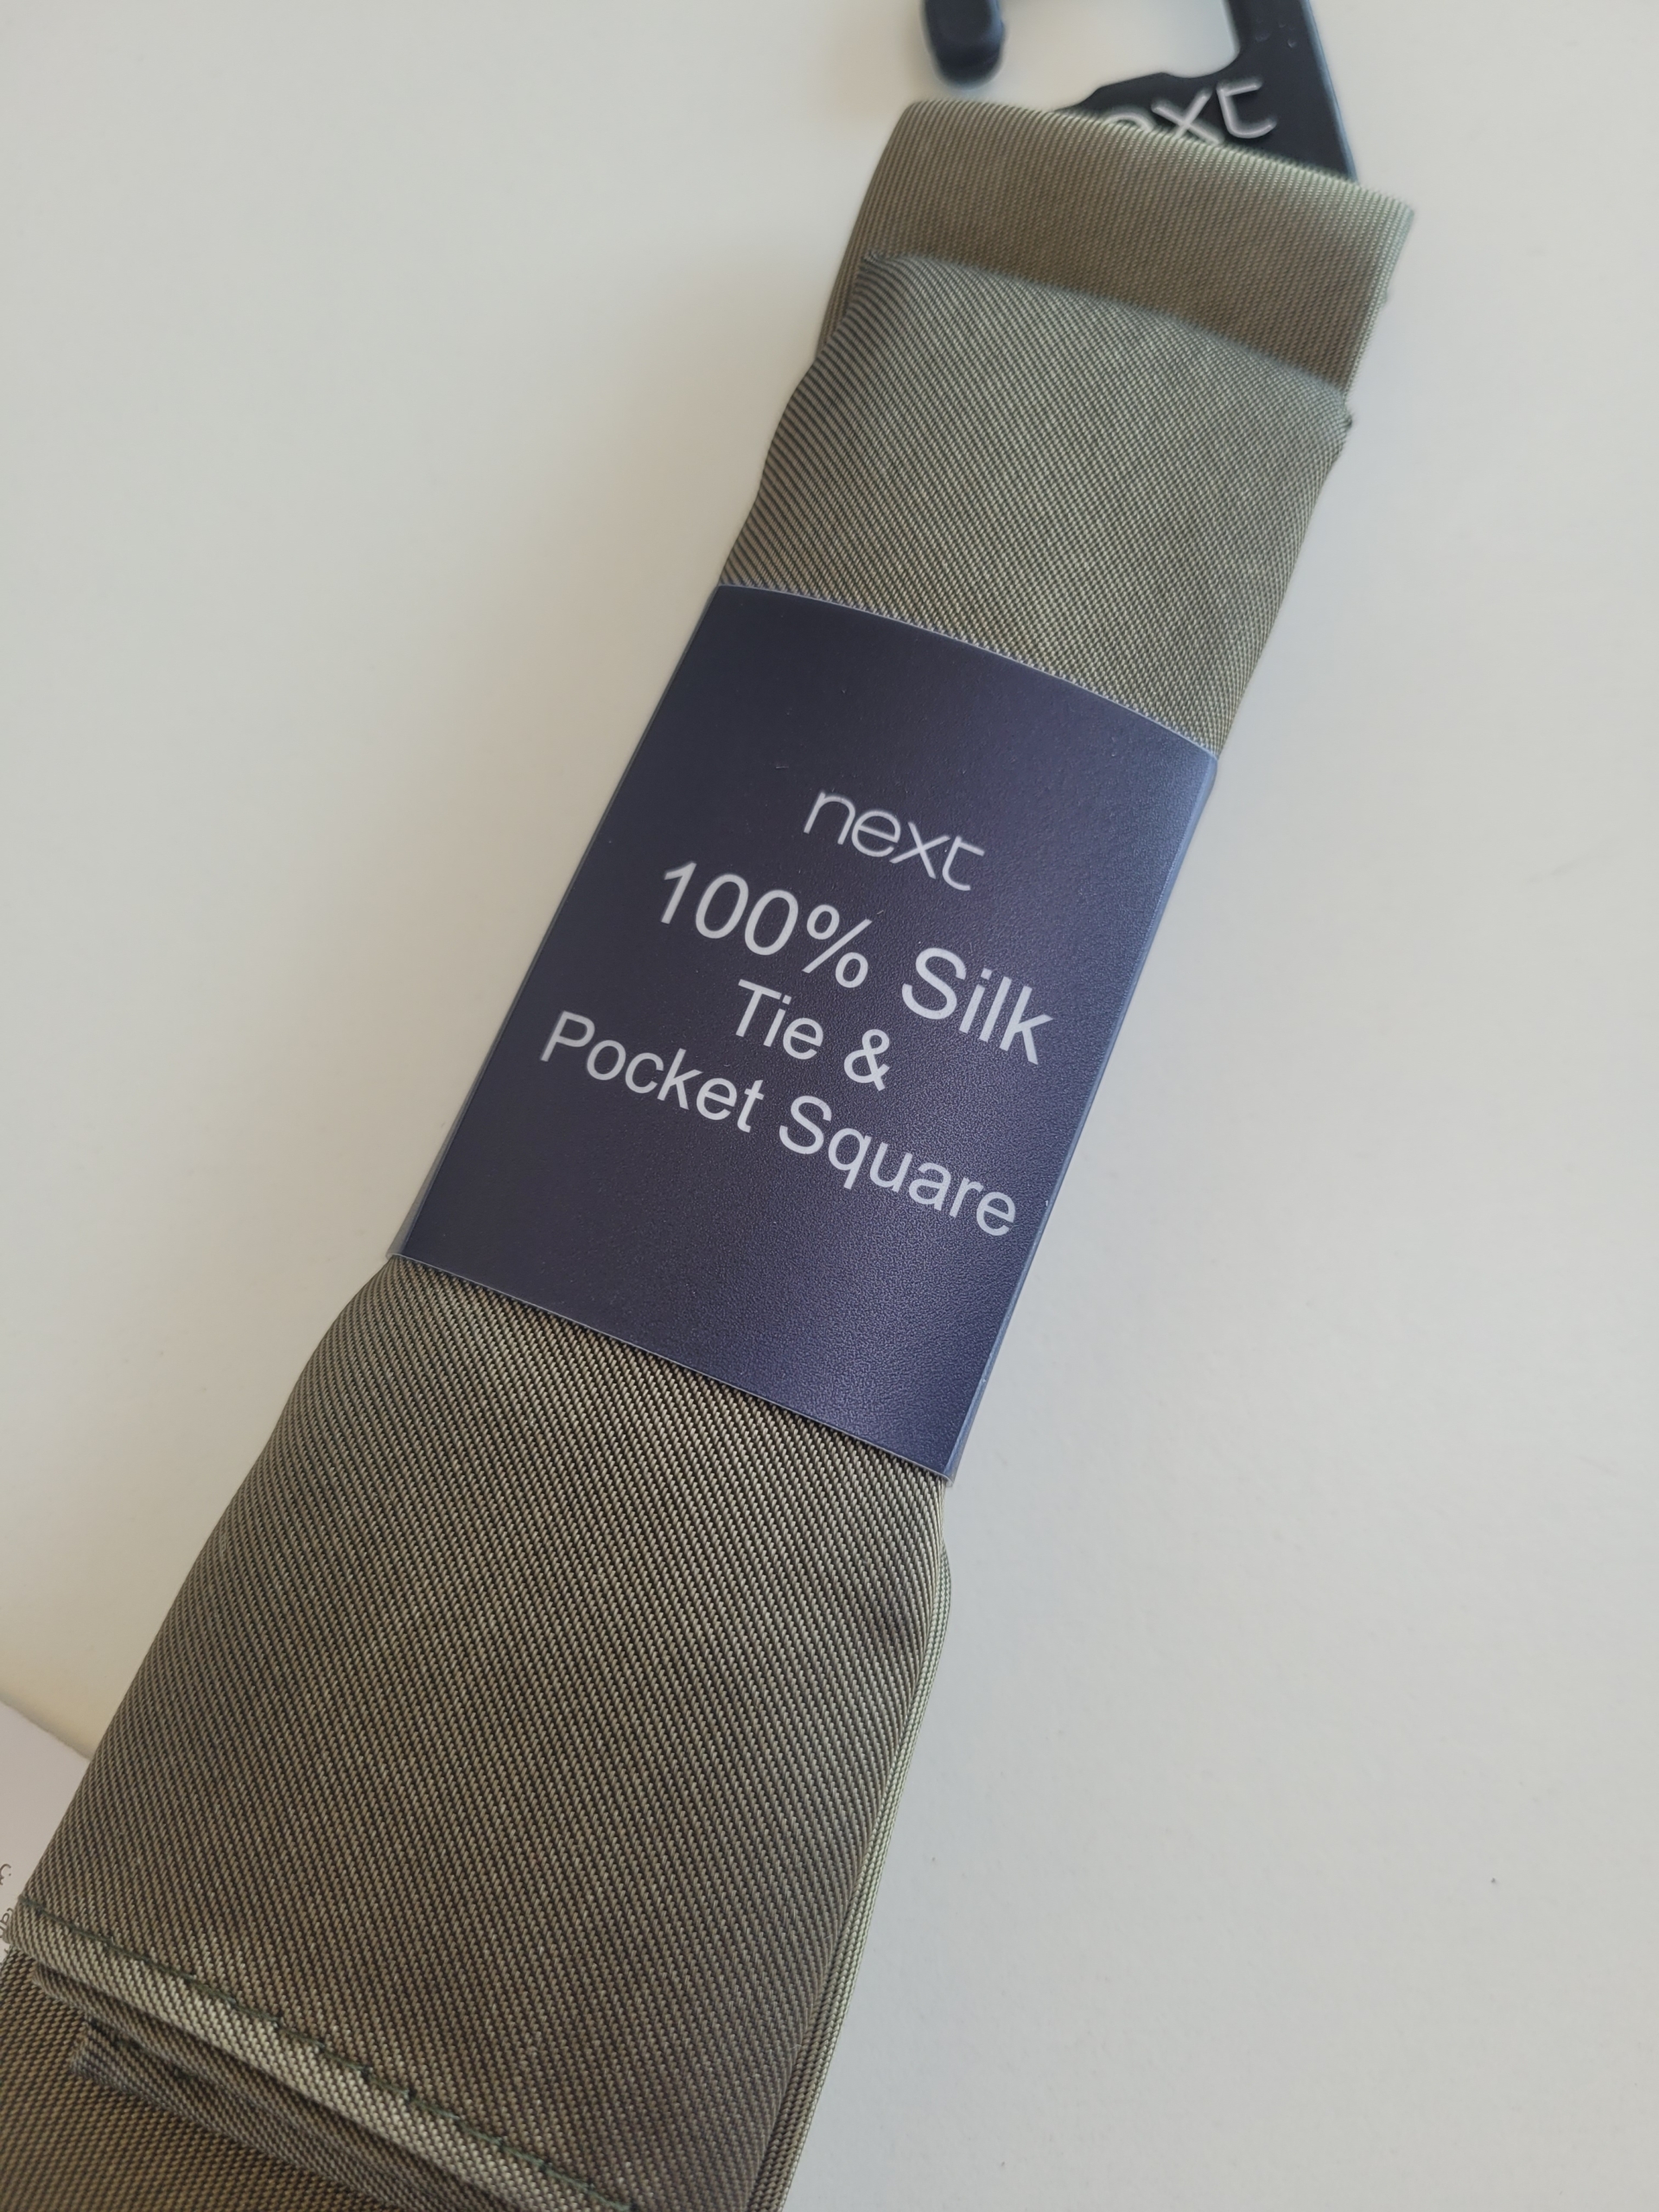 next
100% Silk
Tie &
Pocket Square